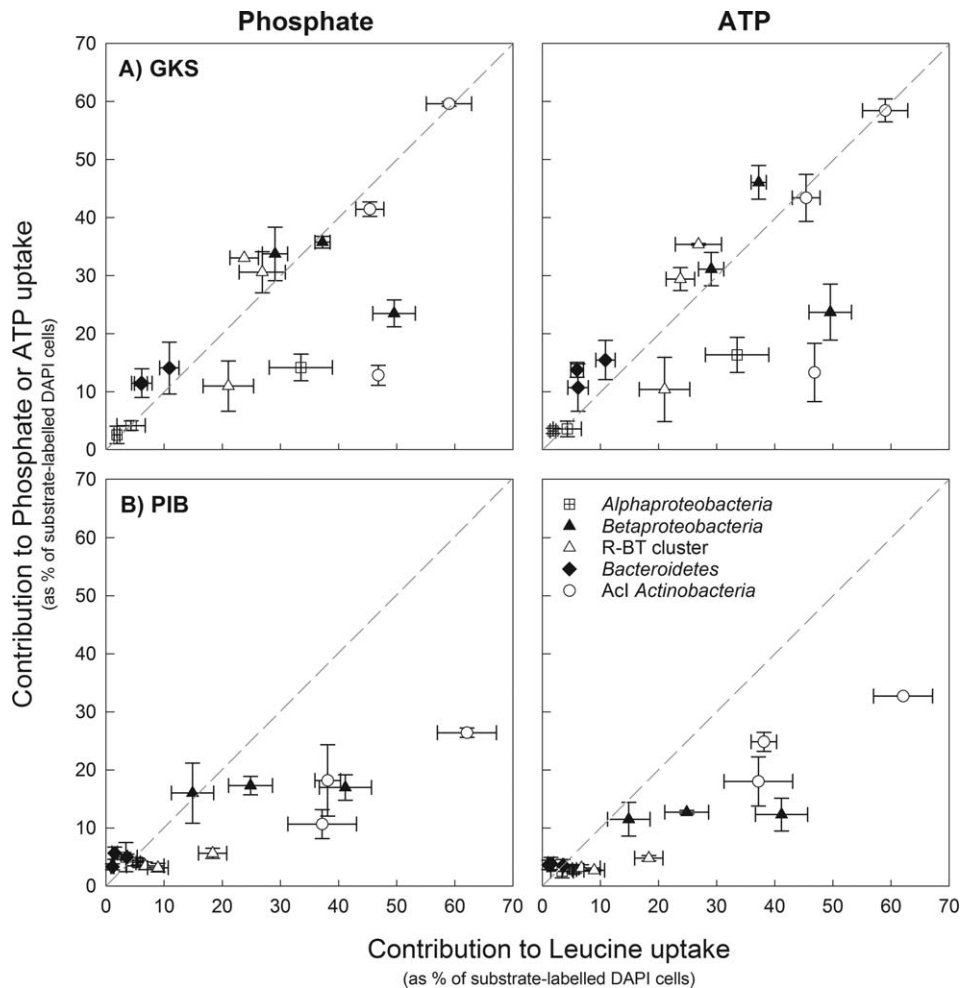 Phosphate
ATP
Contribution to Phosphate or ATP uptake
(as % of substrate-labelled DAPI cells)
A) GKS
70
60
50
40
30
20
10
0
B) PIB
70
60
50
40
30
20
10
0
Alphaproteobacteria
Betaproteobacteria
R-BT cluster
Bacteroidetes
AcI Actinobacteria
0 10 20 30 40 50 60 70
0 10 20 30 40 50 60 70
Contribution to Leucine uptake
(as % of substrate-labelled DAPI cells)